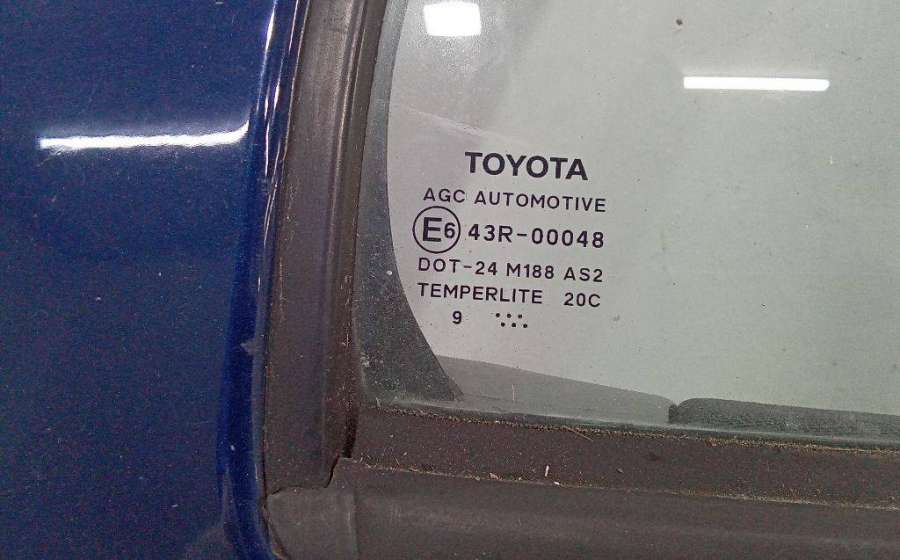 TOYOTA
AGC AUTOMOTIVE
E6 43R-00048
DOT-24 M188 AS2
TEMPERLITE 20C
9